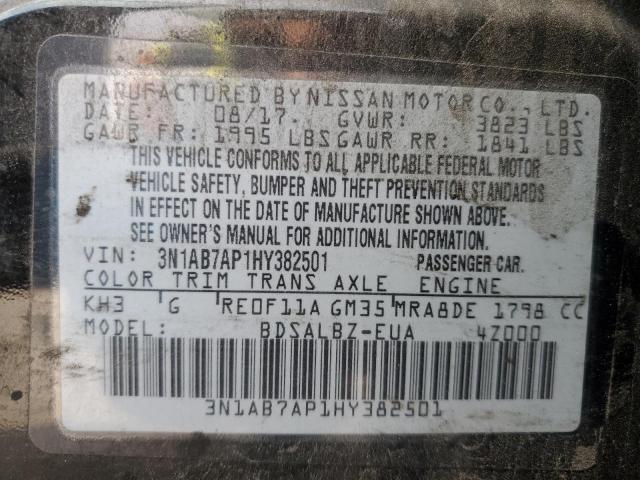 MANUFACTURED BY NISSAN MOTOR CO., LTD.
DATE: 08/17 GVWR: 3823 LBS
GAWR FR: 1995 LBS GAWR RR: 1841 LBS
THIS VEHICLE CONFORMS TO ALL APPLICABLE FEDERAL MOTOR
VEHICLE SAFETY, BUMPER AND THEFT PREVENTION STANDARDS
IN EFFECT ON THE DATE OF MANUFACTURE SHOWN ABOVE.
SEE OWNER'S MANUAL FOR ADDITIONAL INFORMATION.
VIN: 3N1AB7AP1HY382501 PASSENGER CAR.
COLOR TRIM TRANS AXLE ENGINE
KH3 G RE0F11A GM35 MRA8DE 1798 CC
MODEL: BDSALBZ-EUA 4Z000
3N1AB7AP1HY382501